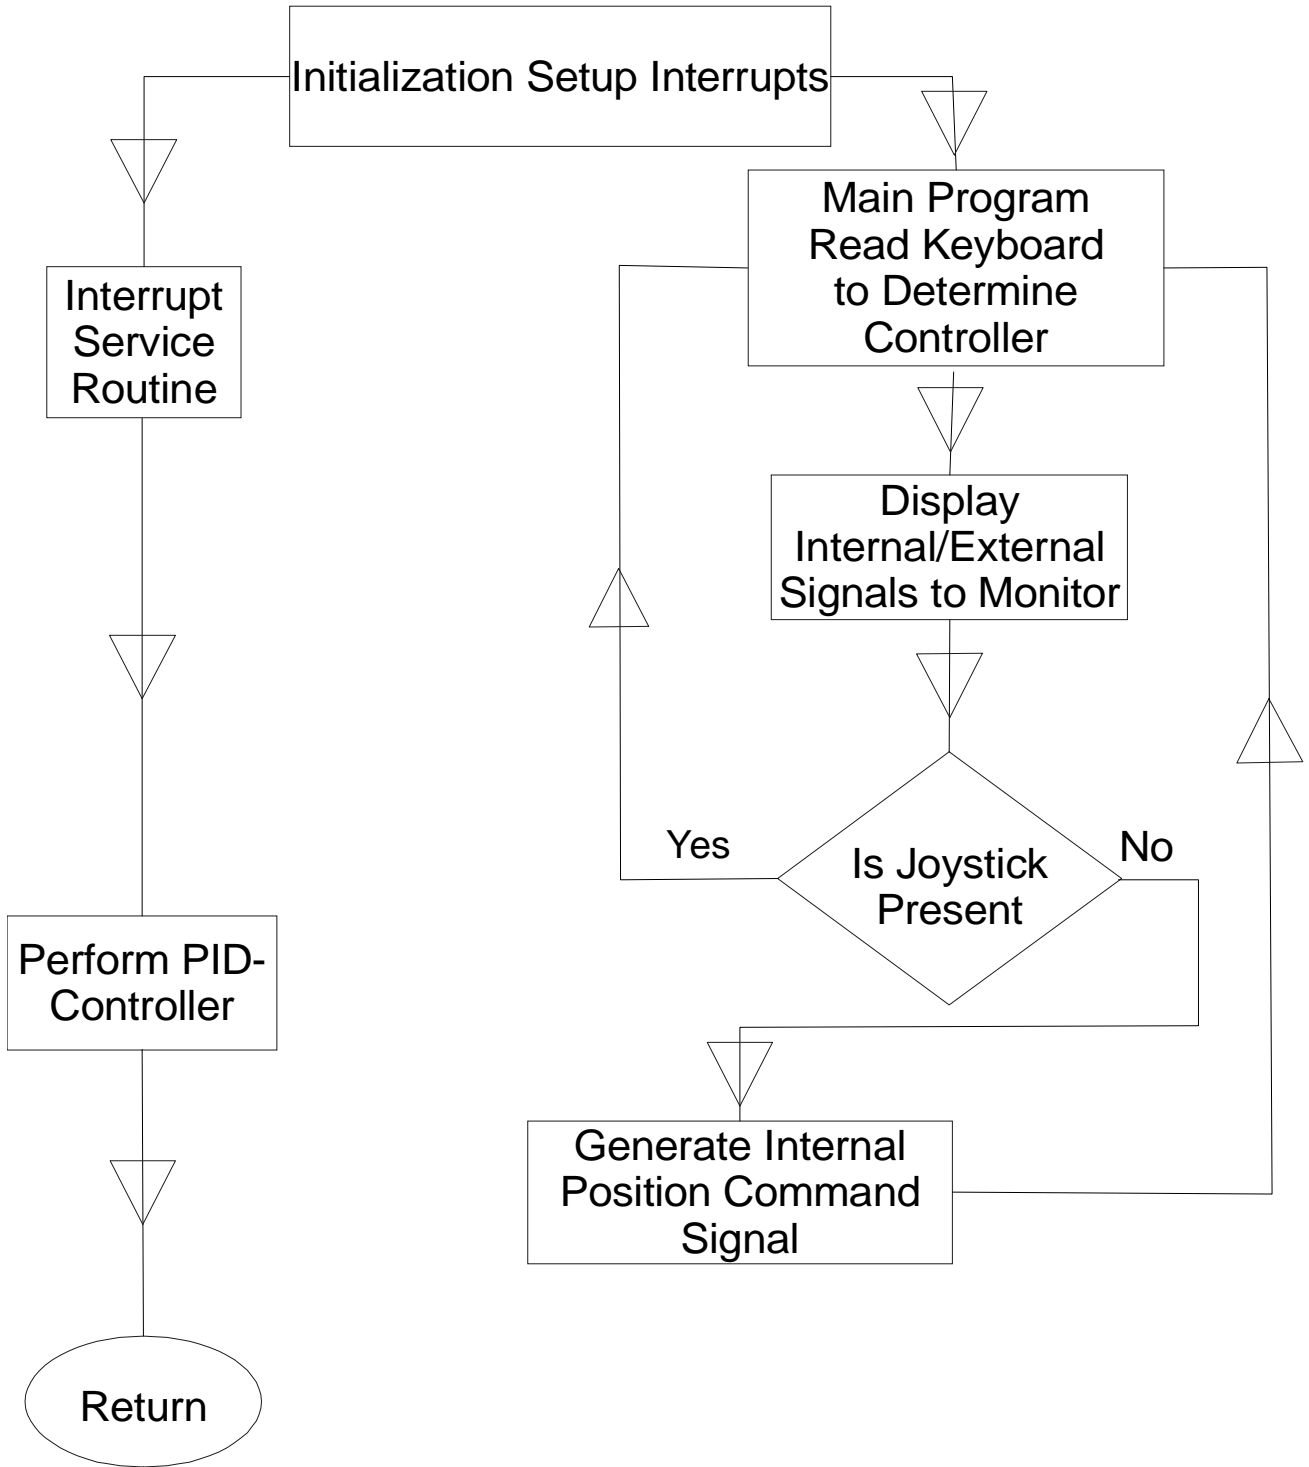 Initialization Setup Interrupts
Main Program
Read Keyboard
to Determine
Controller
Interrupt
Service
Routine
Display
Internal/External
Signals to Monitor
Yes
No
Is Joystick
Present
Perform PID-
Controller
Generate Internal
Position Command
Signal
Return